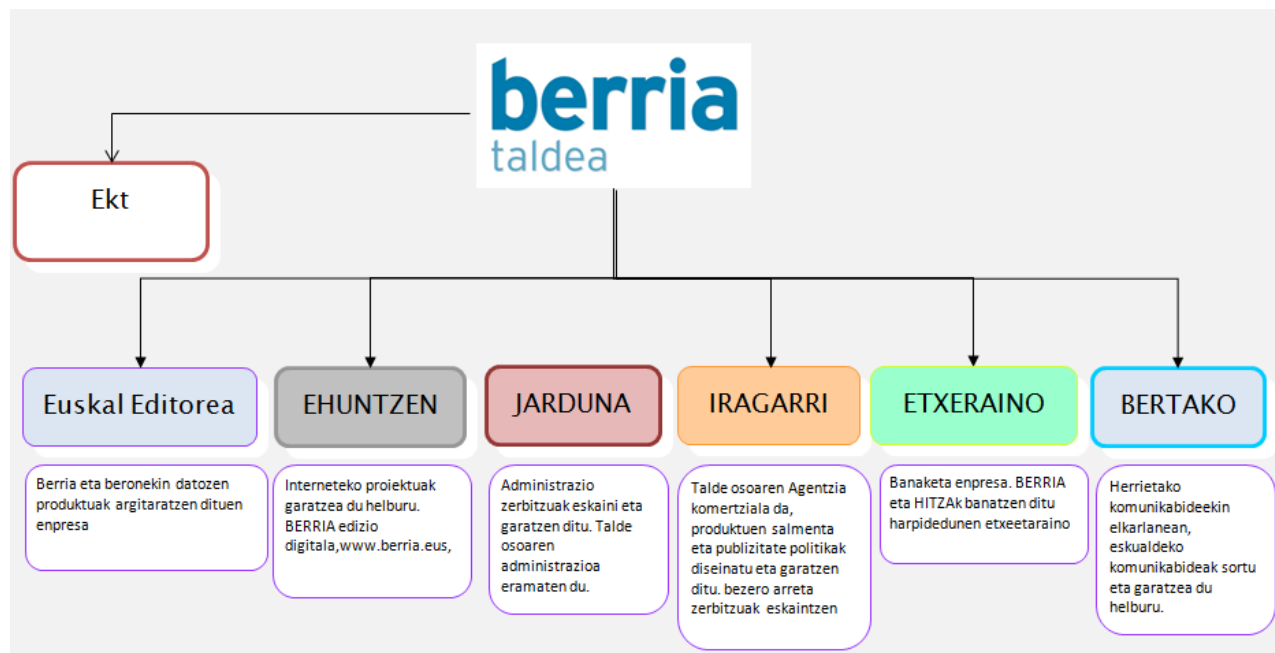 berria
taldea
Ekt
Euskal Editorea
EHUNTZEN
JARDUNA
IRAGARRI
ETXERAINO
BERTAKO
Berria eta beronekin datozen
produktuak argitaratzen dituen
enpresa
Interneteko proiektuak
garatzea du helburu.
BERRIA edizio
digitala,www.berria.eus,
Administrazio
zerbitzuak eskaini eta
garatzen ditu. Talde
osoaren
administrazioa
eramaten du.
Talde osoaren Agentzia
komertziala da,
produktuen salmenta
eta publizitate politikak
diseinatu eta garatzen
ditu. bezero arreta
zerbitzuak eskaintzen
Banaketa enpresa. BERRIA
eta HITZAk banatzen ditu
harpidedunen etxeetaraino
Herrietako
komunikabideekin
elkarlanean,
eskualdeko
komunikabideak sortu
eta garatzea du
helburu.